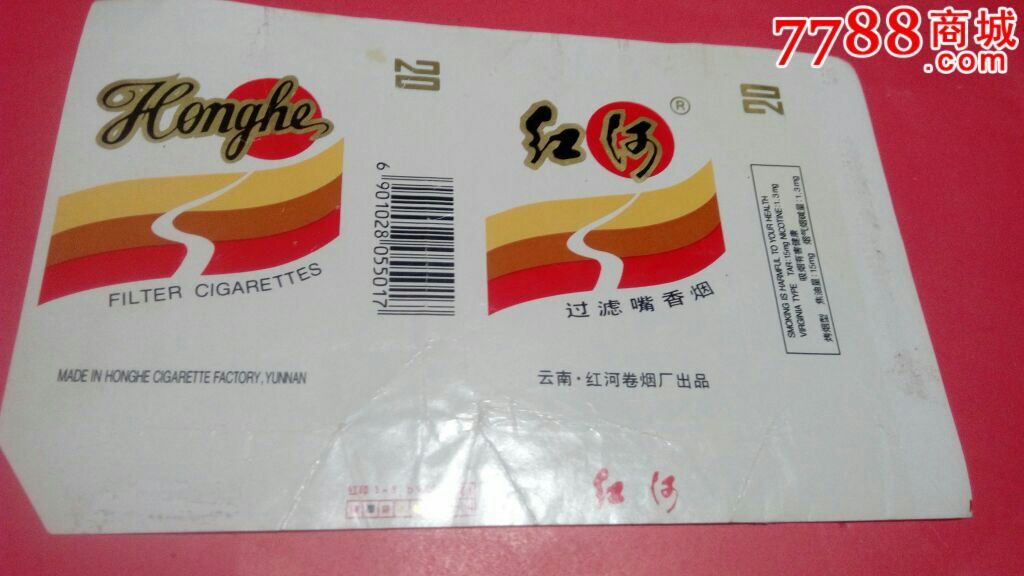 7788商城
.com
Honghe
FILTER CIGARETTES
MADE IN HONGHE CIGARETTE FACTORY, YUNNAN
20
6 901028 055017
红河
®
过滤嘴香烟
云南·红河卷烟厂出品
红河
20
SMOKING IS HARMFUL TO YOUR HEALTH
VIRGINIA TYPE TAR:15mg NICOTINE:1.3mg
吸烟有害健康
烤烟型 焦油量:15mg 烟气烟碱量:1.3mg